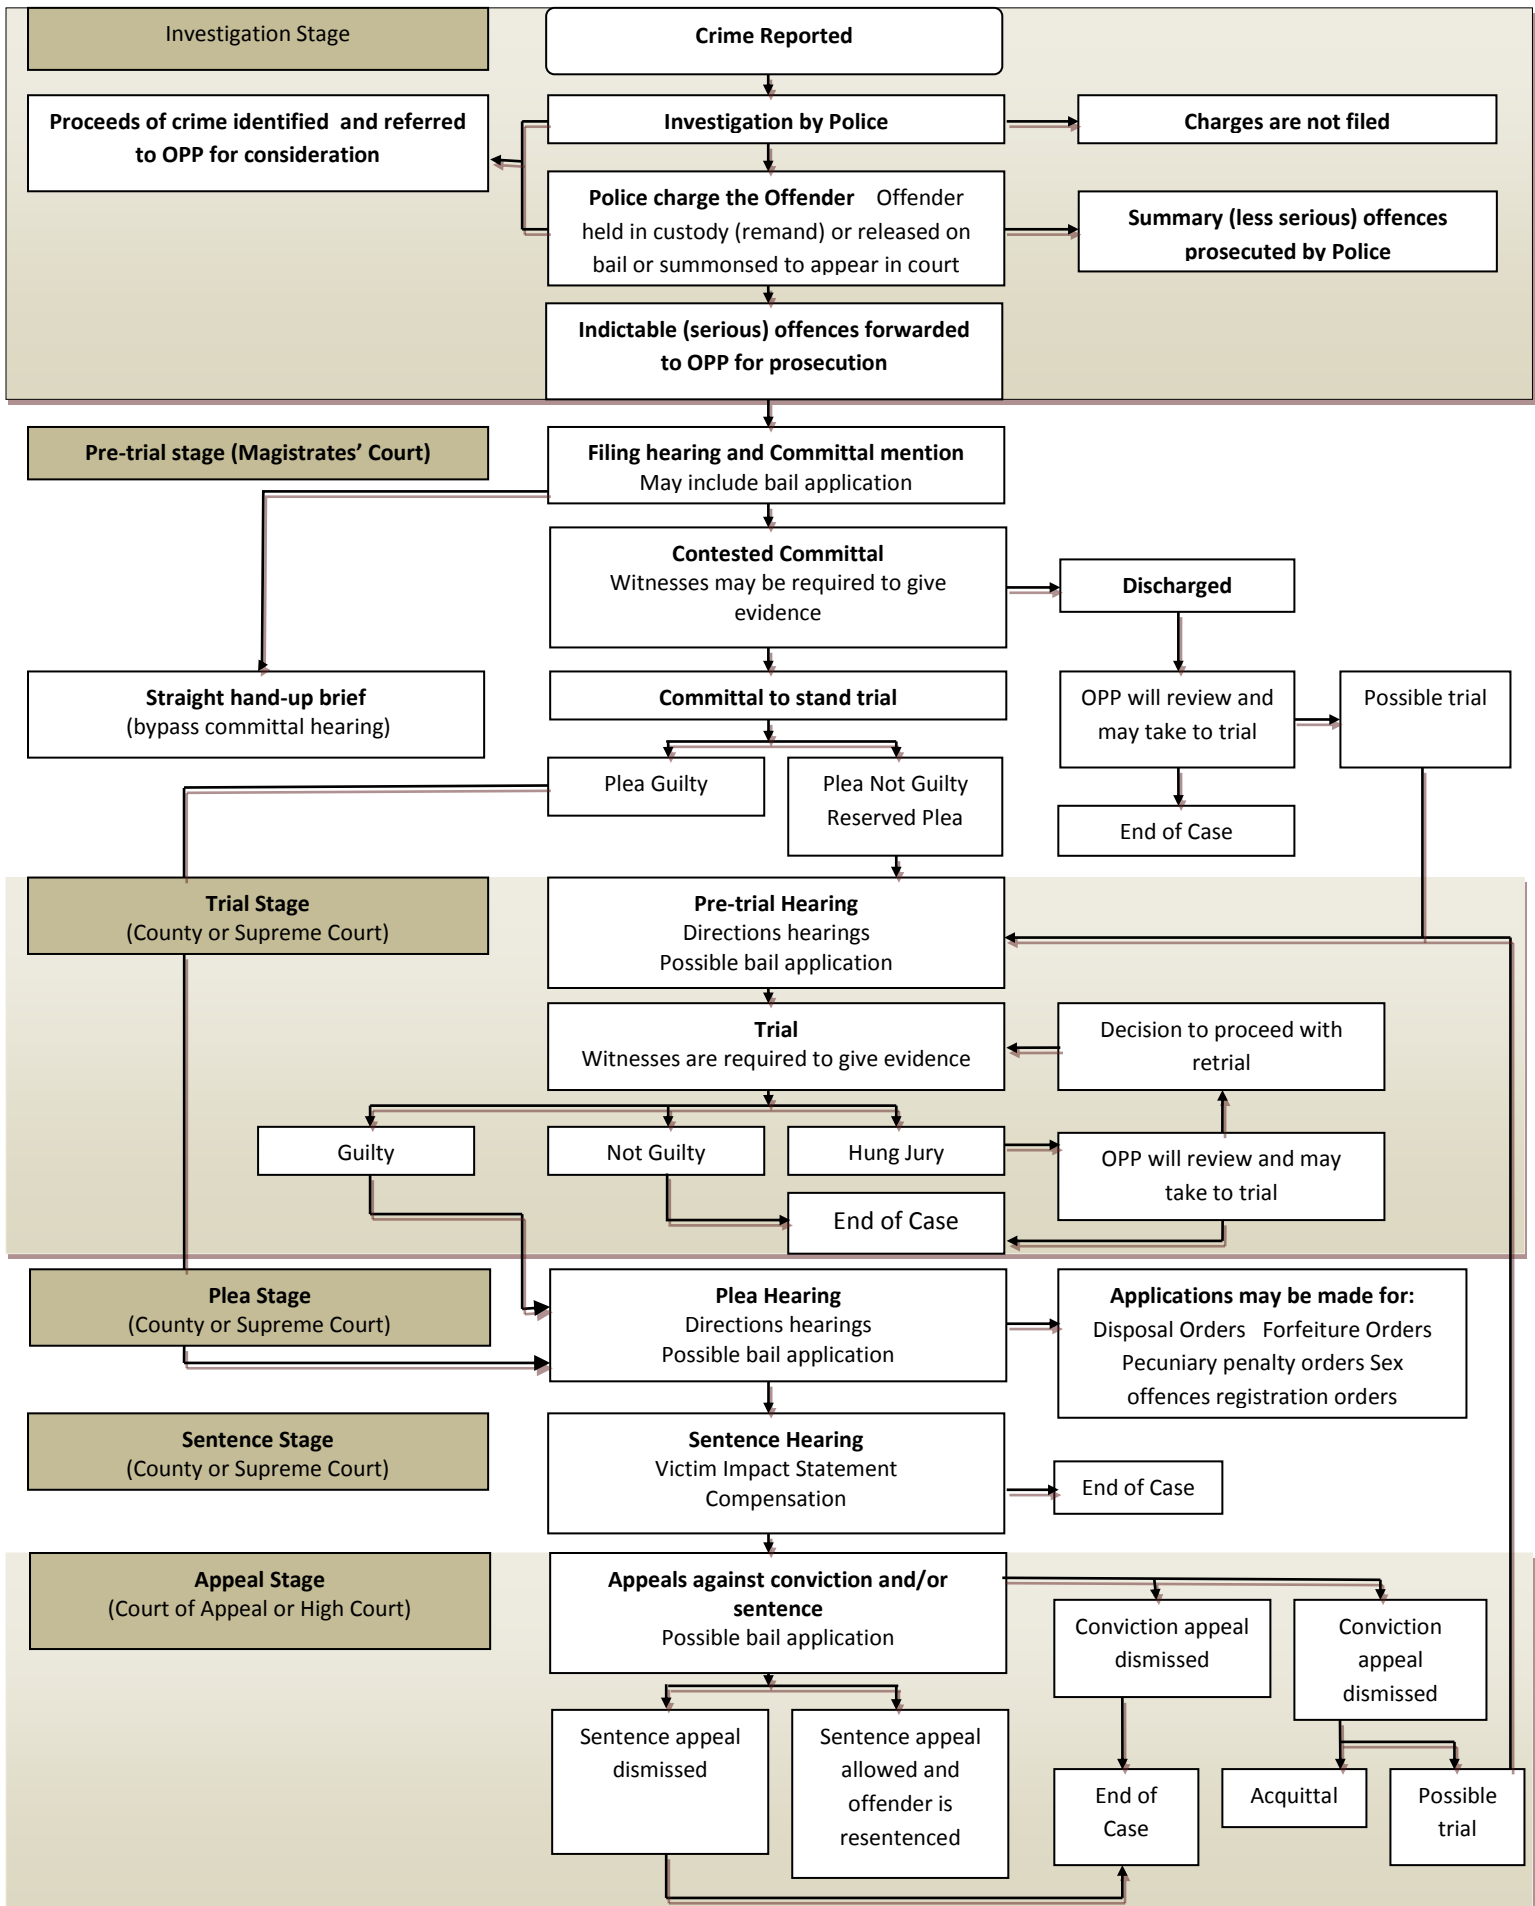 Investigation Stage
Crime Reported
Proceeds of crime identified and referred
to OPP for consideration
Investigation by Police
Charges are not filed
Police charge the Offender Offender
held in custody (remand) or released on
bail or summonsed to appear in court
Summary (less serious) offences
prosecuted by Police
Indictable (serious) offences forwarded
to OPP for prosecution
Pre-trial stage (Magistrates’ Court)
Filing hearing and Committal mention
May include bail application
Contested Committal
Witnesses may be required to give
evidence
Discharged
Straight hand-up brief
(bypass committal hearing)
Committal to stand trial
OPP will review and
may take to trial
Possible trial
Plea Guilty
Plea Not Guilty
Reserved Plea
End of Case
Trial Stage
(County or Supreme Court)
Pre-trial Hearing
Directions hearings
Possible bail application
Trial
Witnesses are required to give evidence
Decision to proceed with
retrial
Guilty
Not Guilty
Hung Jury
OPP will review and may
take to trial
End of Case
Plea Stage
(County or Supreme Court)
Plea Hearing
Directions hearings
Possible bail application
Applications may be made for:
Disposal Orders Forfeiture Orders
Pecuniary penalty orders Sex
offences registration orders
Sentence Stage
(County or Supreme Court)
Sentence Hearing
Victim Impact Statement
Compensation
End of Case
Appeal Stage
(Court of Appeal or High Court)
Appeals against conviction and/or
sentence
Possible bail application
Conviction appeal
dismissed
Conviction
appeal
dismissed
Sentence appeal
dismissed
Sentence appeal
allowed and
offender is
resentenced
End of
Case
Acquittal
Possible
trial